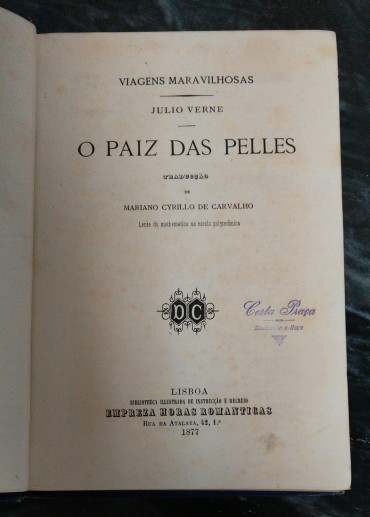 VIAGENS MARAVILHOSAS
JULIO VERNE
O PAIZ DAS PELLES
TRADUCÇÃO
DE
MARIANO CYRILLO DE CARVALHO
Lente de mathematica na escola polytechnica
DC
Costa Braga
LISBOA
BIBLIOTHECA ILLUSTRADA DE INSTRUCÇÃO E RECREIO
EMPREZA HORAS ROMANTICAS
RUA DA ATALAYA, 42, 1.º
1877